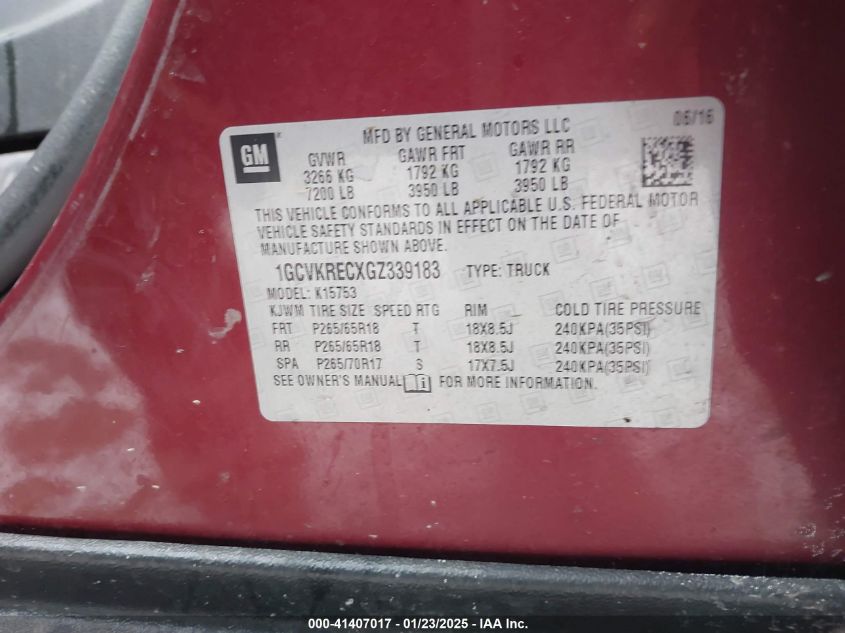 GM
MFD BY GENERAL MOTORS LLC 06/16
GVWR GAWR FRT GAWR RR
3266 KG 1792 KG 1792 KG
7200 LB 3950 LB 3950 LB
THIS VEHICLE CONFORMS TO ALL APPLICABLE U.S. FEDERAL MOTOR
VEHICLE SAFETY STANDARDS IN EFFECT ON THE DATE OF
MANUFACTURE SHOWN ABOVE.
1GCVKRECXGZ339183 TYPE: TRUCK
MODEL: K15753
KJWM TIRE SIZE SPEED RTG RIM COLD TIRE PRESSURE
FRT P265/65R18 T 18X8.5J 240KPA(35PSI)
RR P265/65R18 T 18X8.5J 240KPA(35PSI)
SPA P265/70R17 S 17X7.5J 240KPA(35PSI)
SEE OWNER'S MANUAL FOR MORE INFORMATION.
000-41407017 - 01/23/2025 - © IAA, Inc.